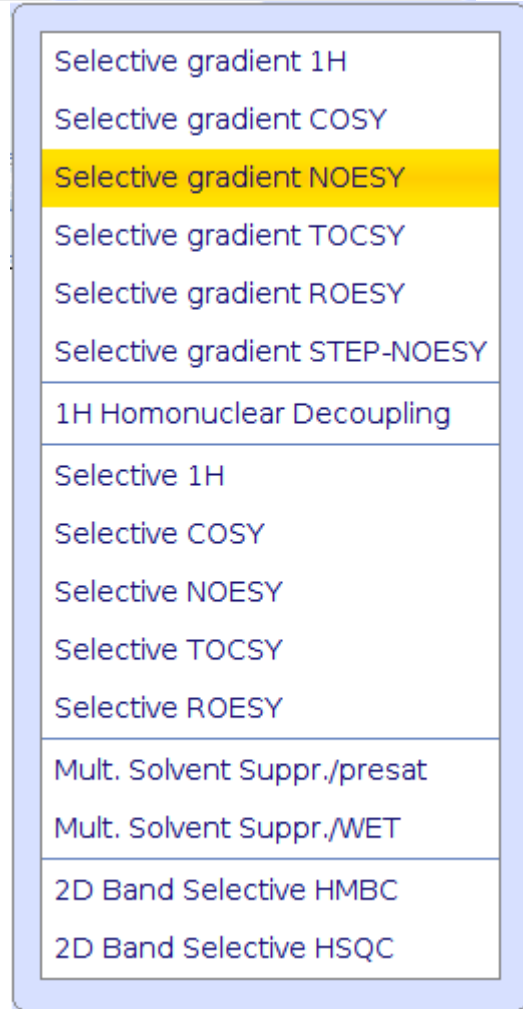 Selective gradient 1H
Selective gradient COSY
Selective gradient NOESY
Selective gradient TOCSY
Selective gradient ROESY
Selective gradient STEP-NOESY
1H Homonuclear Decoupling
Selective 1H
Selective COSY
Selective NOESY
Selective TOCSY
Selective ROESY
Mult. Solvent Suppr./presat
Mult. Solvent Suppr./WET
2D Band Selective HMBC
2D Band Selective HSQC